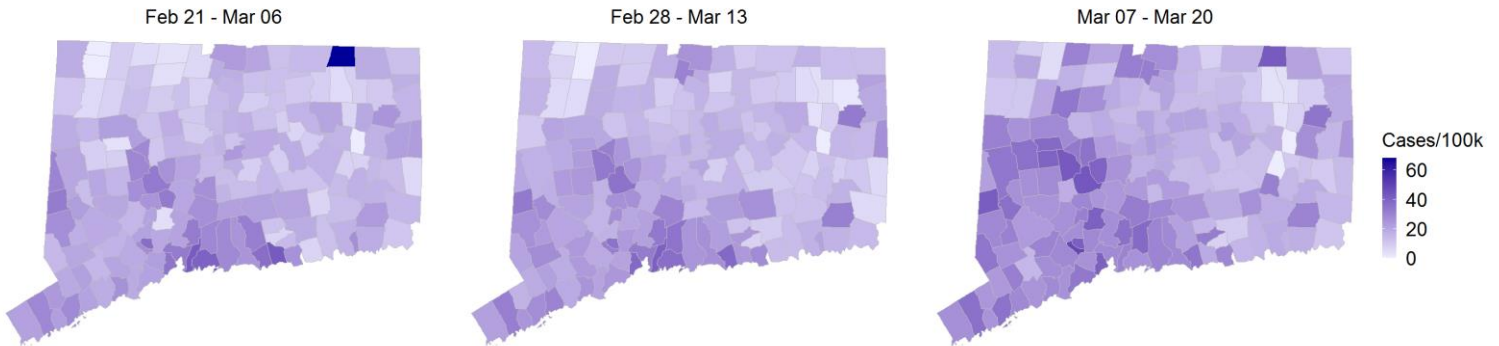 Feb 21 - Mar 06
Feb 28 - Mar 13
Mar 07 - Mar 20
Cases/100k
60
40
20
0